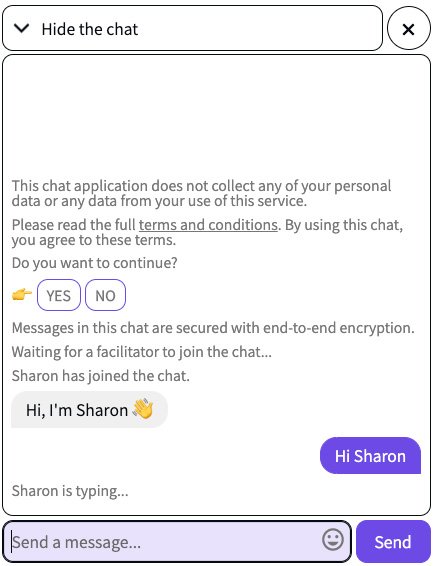 Hide the chat
This chat application does not collect any of your personal
data or any data from your use of this service.
Please read the full terms and conditions. By using this chat,
you agree to these terms.
Do you want to continue?
👉 YES NO
Messages in this chat are secured with end-to-end encryption.
Waiting for a facilitator to join the chat...
Sharon has joined the chat.
Hi, I'm Sharon 👋
Hi Sharon
Sharon is typing...
Send a message... Send